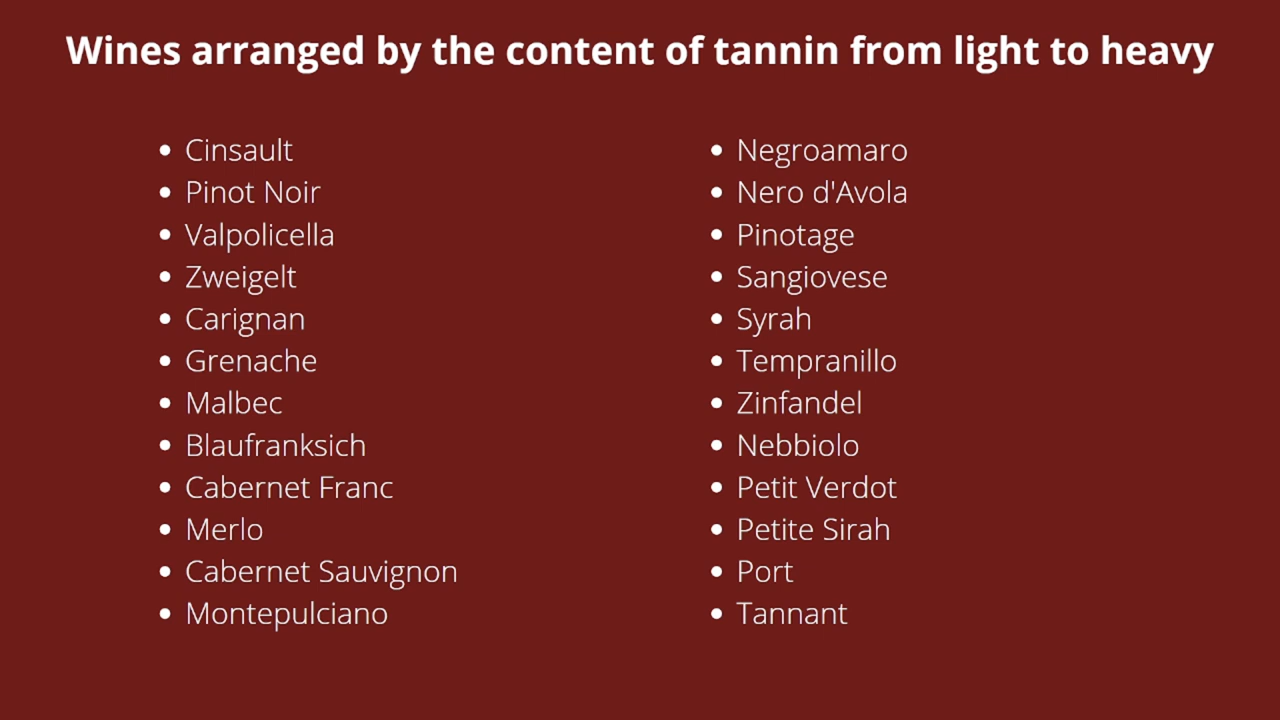 Wines arranged by the content of tannin from light to heavy
Cinsault
Pinot Noir
Valpolicella
Zweigelt
Carignan
Grenache
Malbec
Blaufranksich
Cabernet Franc
Merlo
Cabernet Sauvignon
Montepulciano
Negroamaro
Nero d'Avola
Pinotage
Sangiovese
Syrah
Tempranillo
Zinfandel
Nebbiolo
Petit Verdot
Petite Sirah
Port
Tannant